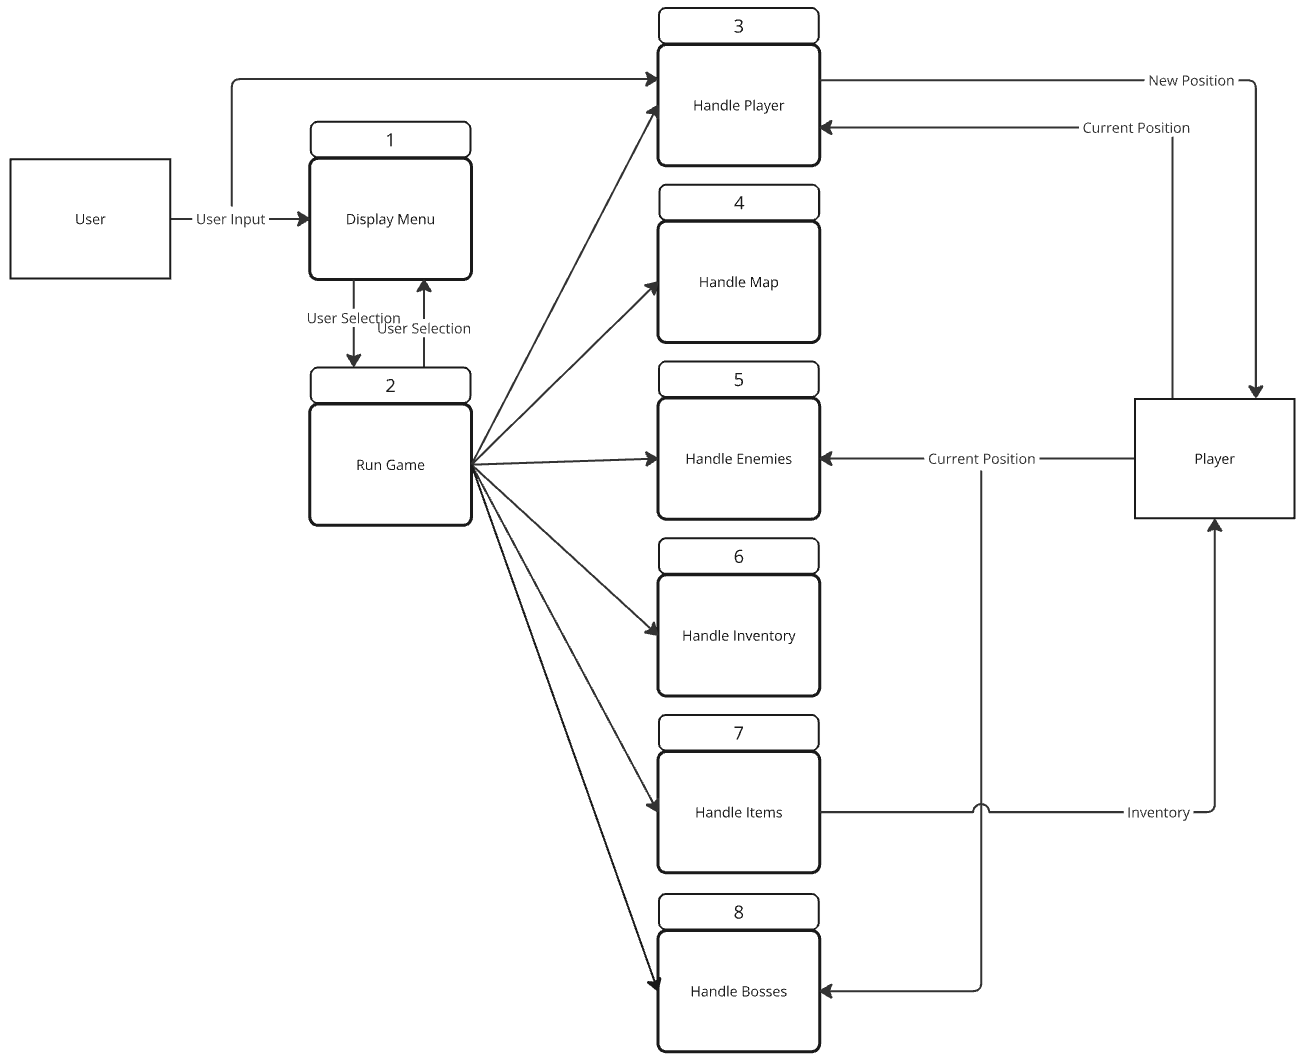 3
Handle Player
New Position
Current Position
1
Display Menu
User
User Input
4
Handle Map
User Selection
User Selection
2
Run Game
5
Handle Enemies
Current Position
Player
6
Handle Inventory
7
Handle Items
Inventory
8
Handle Bosses